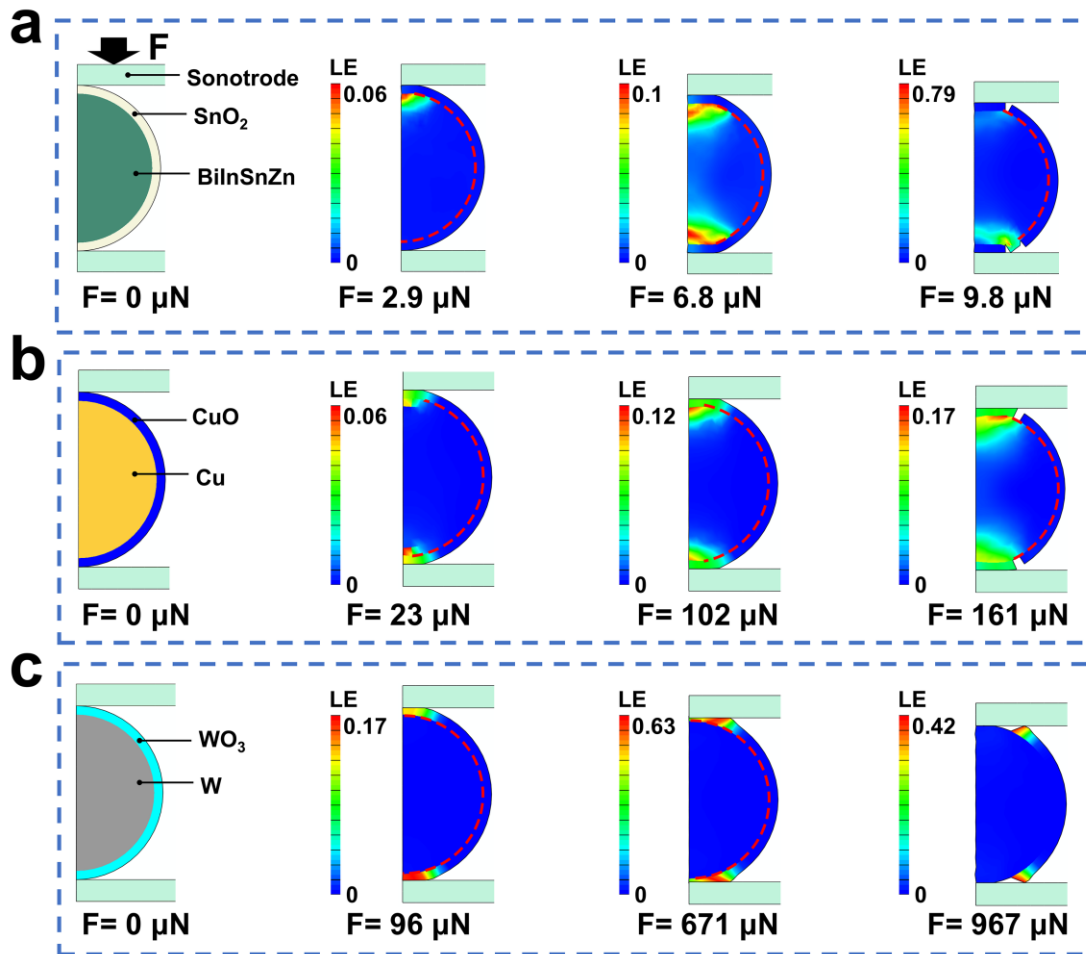 a
F
Sonotrode
SnO₂
BiInSnZn
F= 0 µN
LE
0.06
0
F= 2.9 µN
LE
0.1
0
F= 6.8 µN
LE
0.79
0
F= 9.8 µN
b
CuO
Cu
F= 0 µN
LE
0.06
0
F= 23 µN
LE
0.12
0
F= 102 µN
LE
0.17
0
F= 161 µN
c
WO₃
W
F= 0 µN
LE
0.17
0
F= 96 µN
LE
0.63
0
F= 671 µN
LE
0.42
0
F= 967 µN